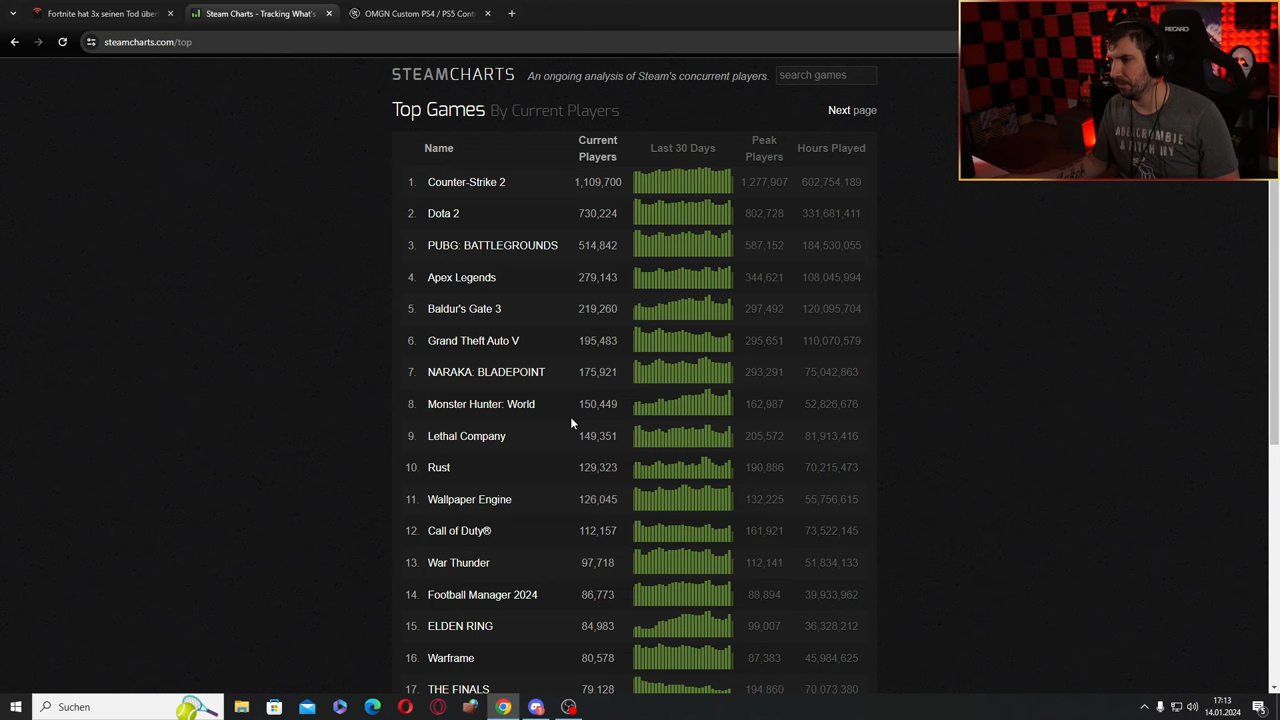 Fortnite hat 3x seinen Tod über
Steam Charts - Tracking What's
OMGN Custom PS4 / PS5 Cont
steamcharts.com/top
RECARO
ABERCROMBIE
STEAMCHARTS An ongoing analysis of Steam's concurrent players. search games
Top Games By Current Players Next page
Name Current Players Last 30 Days Peak Players Hours Played
1. Counter-Strike 2 1,109,700 1,277,907 602,754,189
2. Dota 2 730,224 802,728 331,681,411
3. PUBG: BATTLEGROUNDS 514,842 587,152 184,530,055
4. Apex Legends 279,143 344,621 108,045,994
5. Baldur's Gate 3 219,260 297,492 120,095,704
6. Grand Theft Auto V 195,483 295,651 110,070,579
7. NARAKA: BLADEPOINT 175,921 293,291 75,042,863
8. Monster Hunter: World 150,449 162,987 52,826,676
9. Lethal Company 149,351 205,572 81,913,416
10. Rust 129,323 190,886 70,215,473
11. Wallpaper Engine 126,045 132,225 55,756,615
12. Call of Duty® 112,157 161,921 73,522,145
13. War Thunder 97,718 112,141 51,834,133
14. Football Manager 2024 86,773 88,894 39,933,962
15. ELDEN RING 84,983 99,007 36,328,212
16. Warframe 80,578 87,383 45,984,625
17. THE FINALS 79,128 194,860 70,073,380
Suchen
17:13
14.01.2024
5